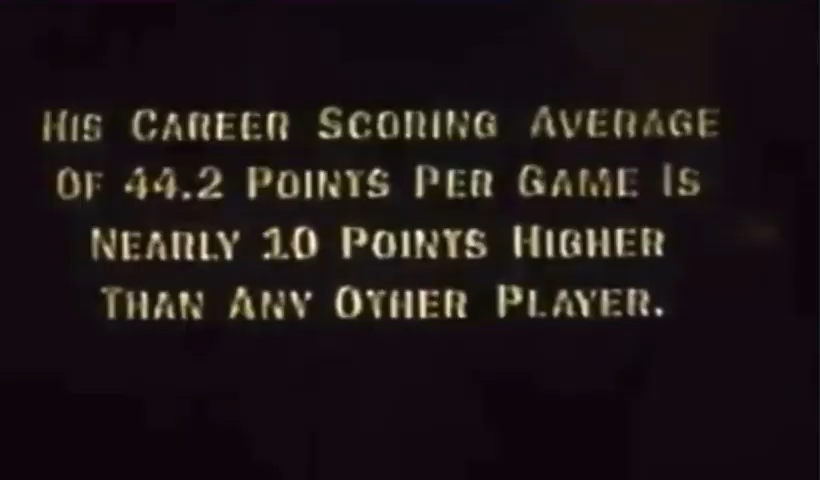 His Career Scoring Average
Of 44.2 Points Per Game Is
Nearly 10 Points Higher
Than Any Other Player.